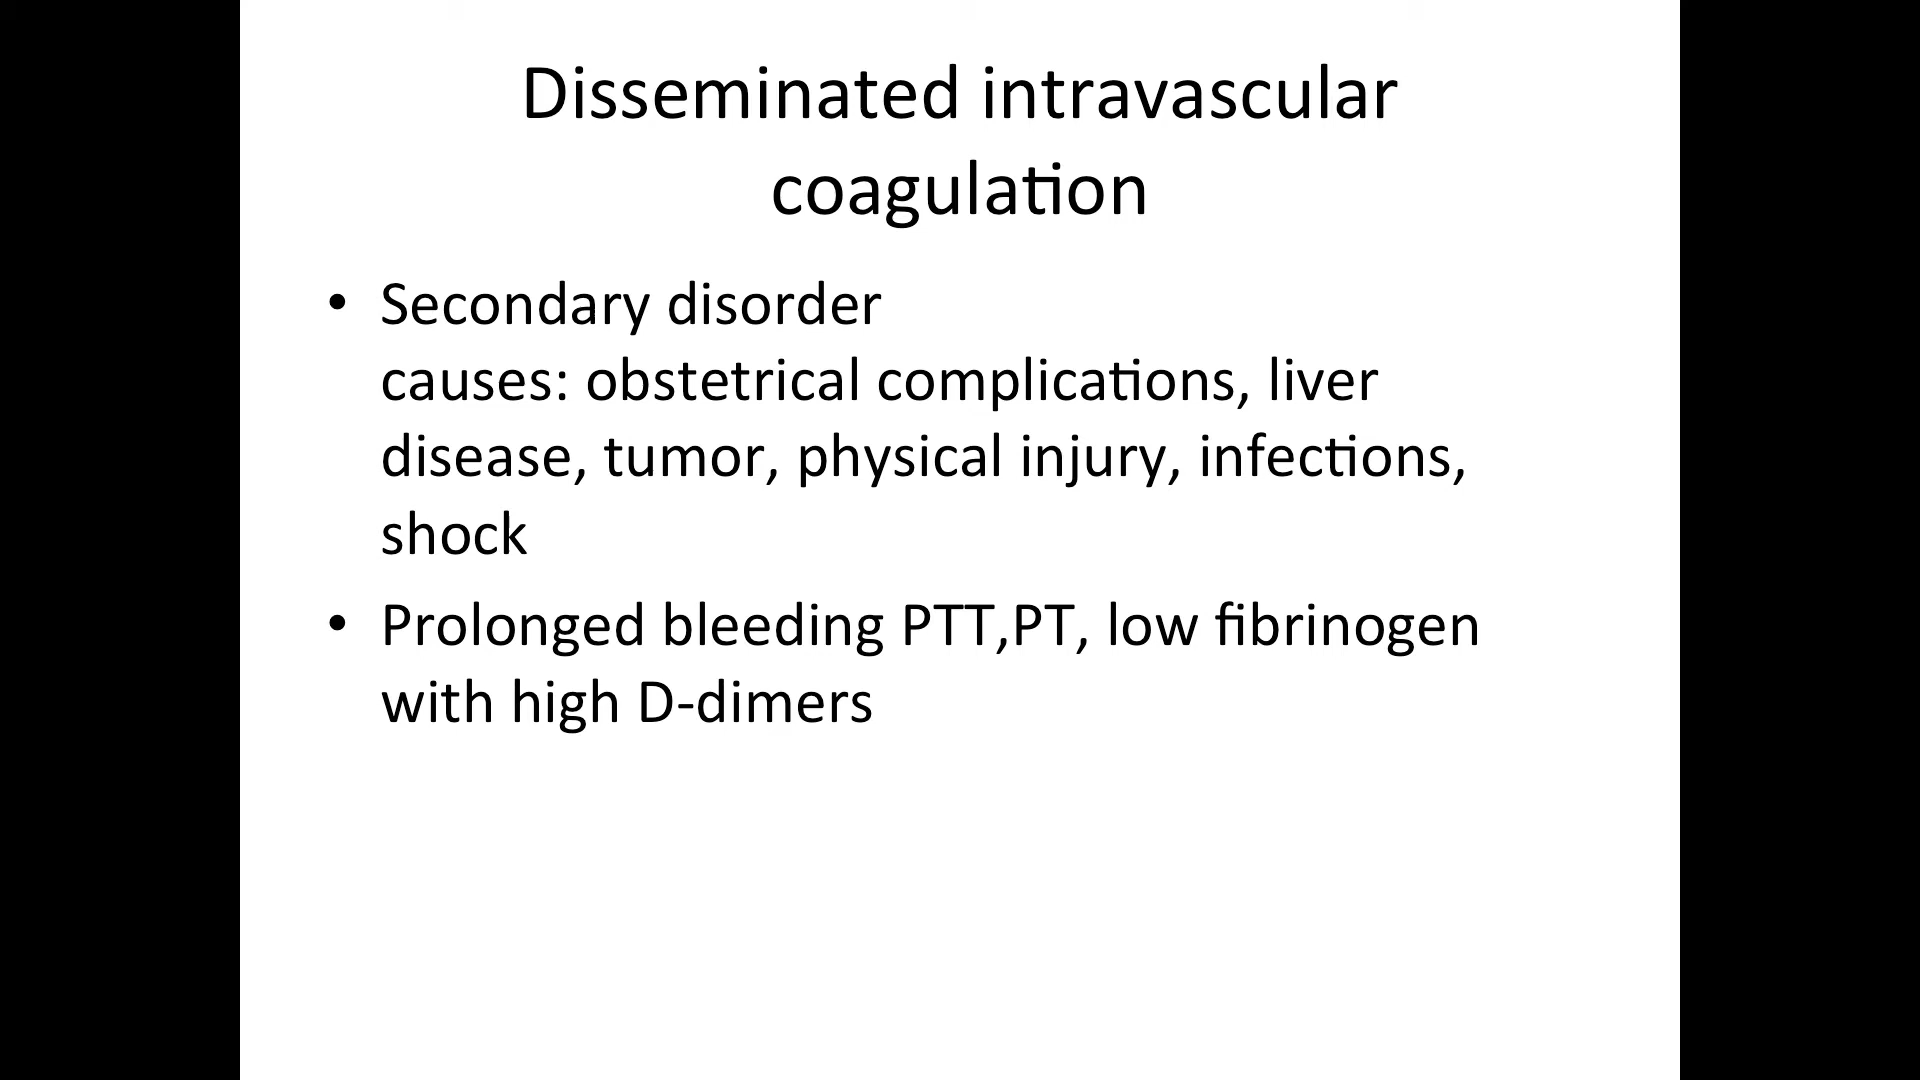 Disseminated intravascular
coagulation
• Secondary disorder
causes: obstetrical complications, liver
disease, tumor, physical injury, infections,
shock
• Prolonged bleeding PTT,PT, low fibrinogen
with high D-dimers